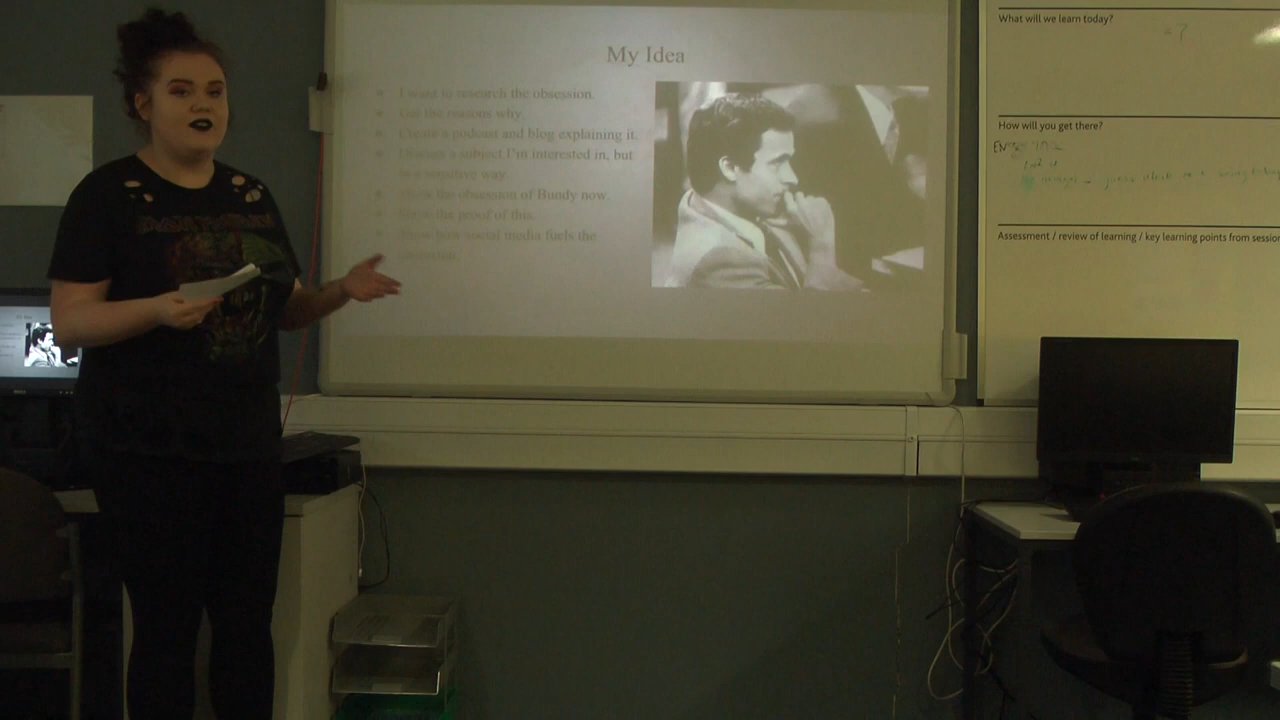 My Idea
I want to research the obsession.
Get the reasons why.
Create a podcast and blog explaining it.
Discuss a subject I'm interested in, but
in a sensitive way
Show the obsession of Bundy now.
Show the proof of this.
Show how social media fuels the
obsession.
What will we learn today?
How will you get there?
Assessment / review of learning / key learning points from session